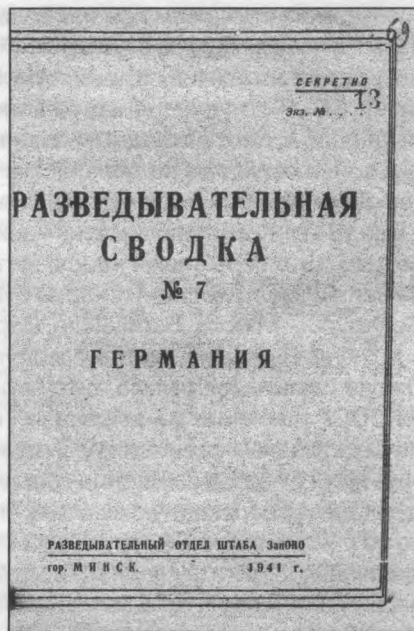 69
СЕКРЕТНО
Экз. № . . 13
РАЗВЕДЫВАТЕЛЬНАЯ
СВОДКА
№ 7
ГЕРМАНИЯ
РАЗВЕДЫВАТЕЛЬНЫЙ ОТДЕЛ ШТАБА ЗапОВО
гор. МИНСК. 1941 г.